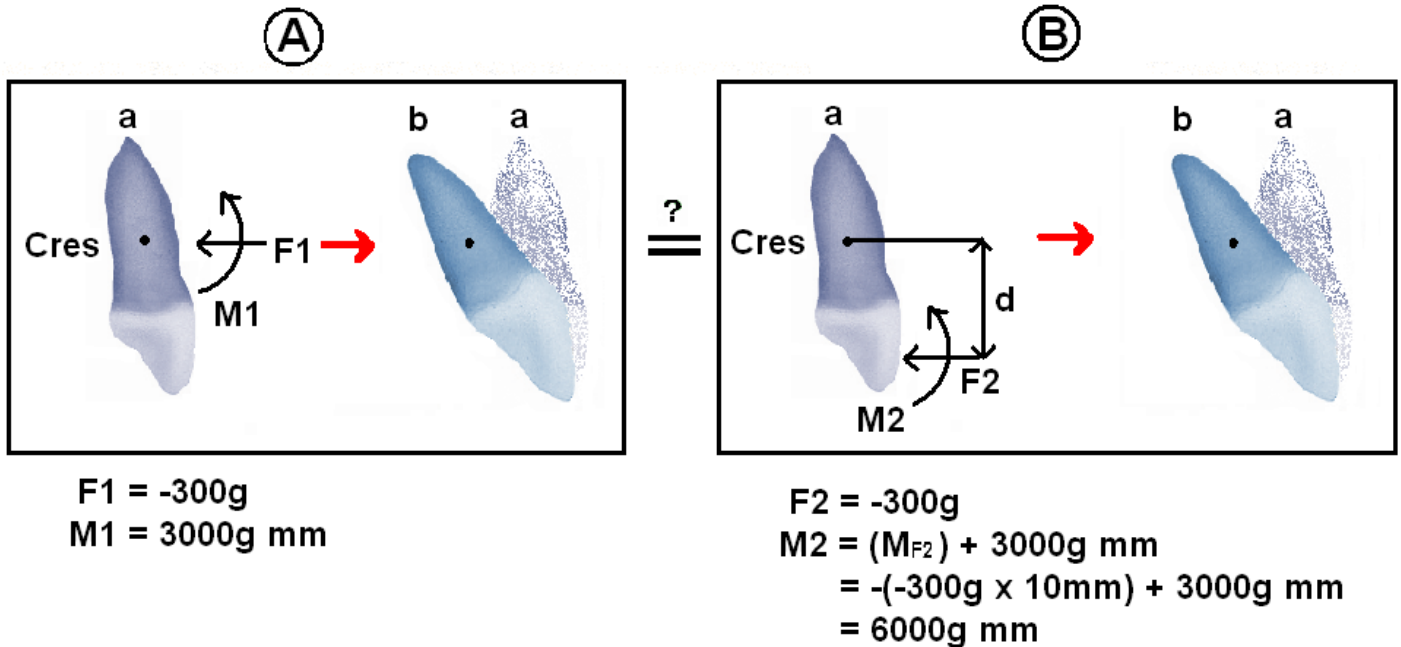 A
B
a
b
a
Cres
F1
M1
?
a
b
a
Cres
d
F2
M2
F1 = -300g
M1 = 3000g mm
F2 = -300g
M2 = (MF2) + 3000g mm
= -(-300g x 10mm) + 3000g mm
= 6000g mm